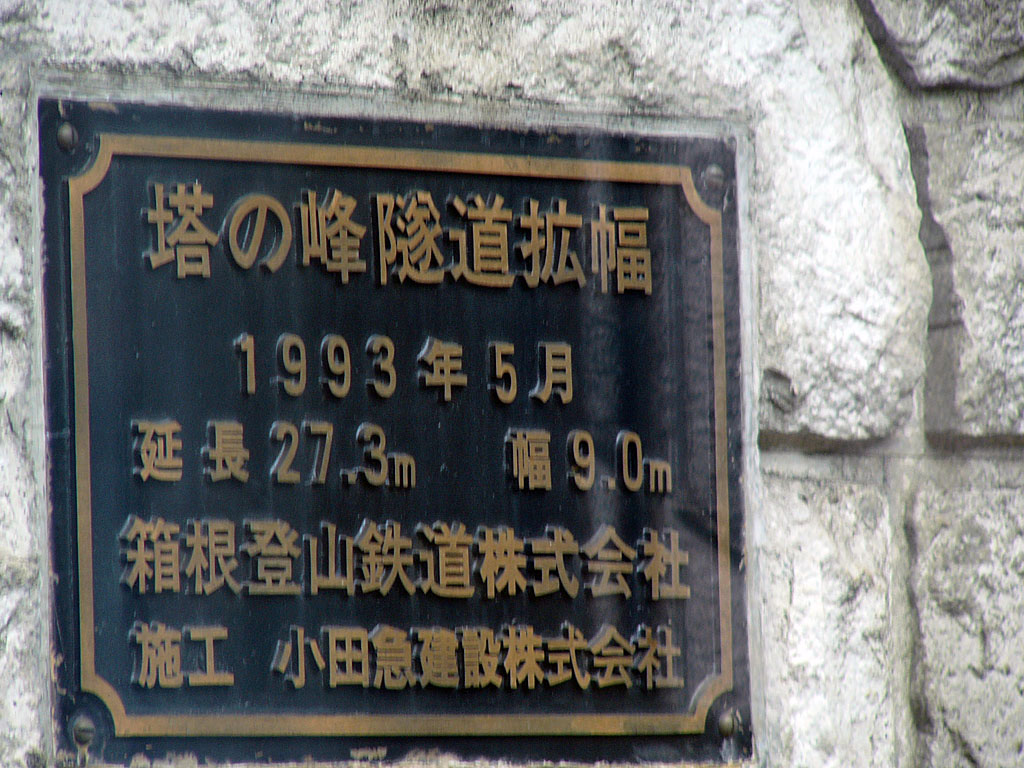 塔の峰隧道拡幅
1993年5月
延長27.3m 幅9.0m
箱根登山鉄道株式会社
施工 小田急建設株式会社